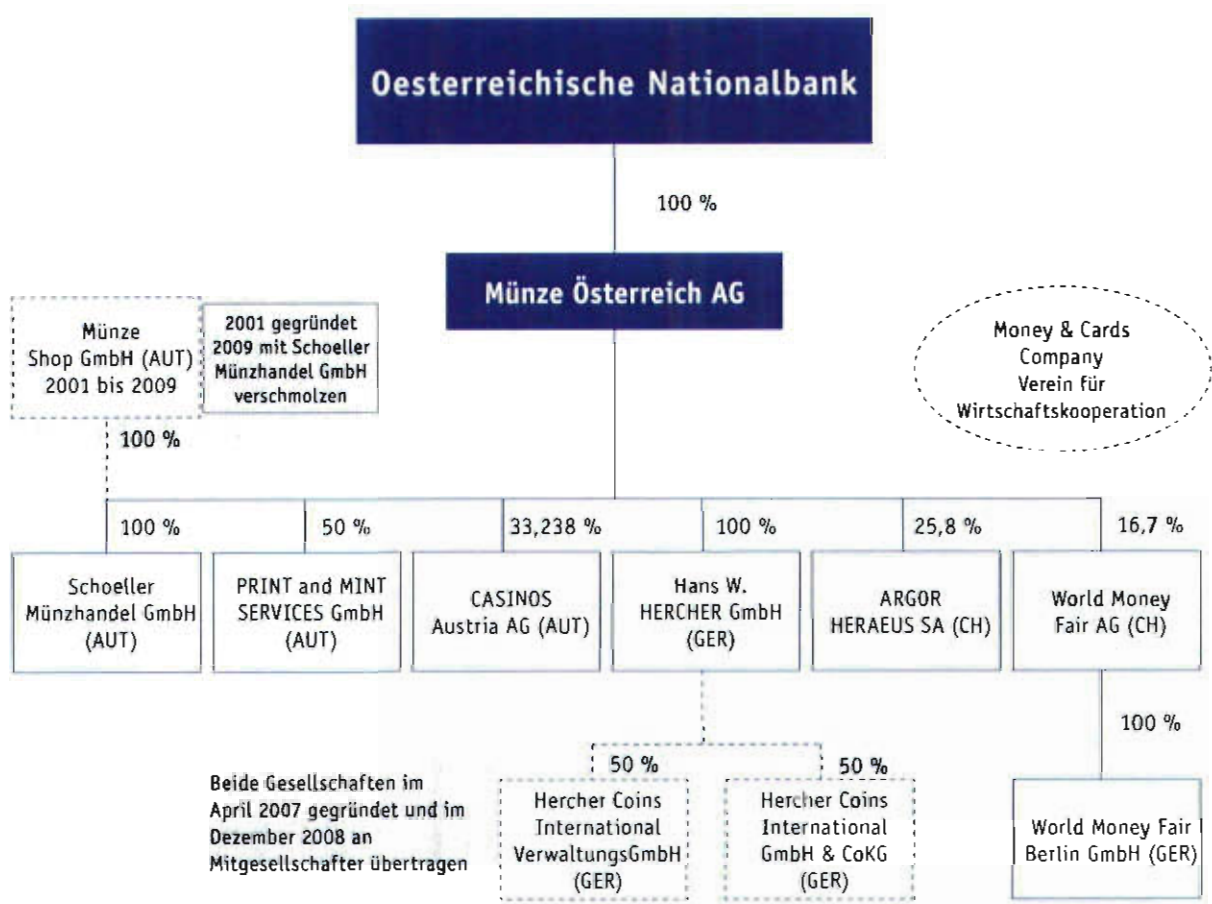 Oesterreichische Nationalbank
100 %
Münze Österreich AG
Münze
Shop GmbH (AUT)
2001 bis 2009
2001 gegründet
2009 mit Schoeller
Münzhandel GmbH
verschmolzen
Money & Cards
Company
Verein für
Wirtschaftskooperation
100 %
100 %
50 %
33,238 %
100 %
25,8 %
16,7 %
Schoeller
Münzhandel GmbH
(AUT)
PRINT and MINT
SERVICES GmbH
(AUT)
CASINOS
Austria AG (AUT)
Hans W.
HERCHER GmbH
(GER)
ARGOR
HERAEUS SA (CH)
World Money
Fair AG (CH)
100 %
Beide Gesellschaften im
April 2007 gegründet und im
Dezember 2008 an
Mitgesellschafter übertragen
50 %
50 %
Hercher Coins
International
VerwaltungsGmbH
(GER)
Hercher Coins
International
GmbH & CoKG
(GER)
World Money Fair
Berlin GmbH (GER)